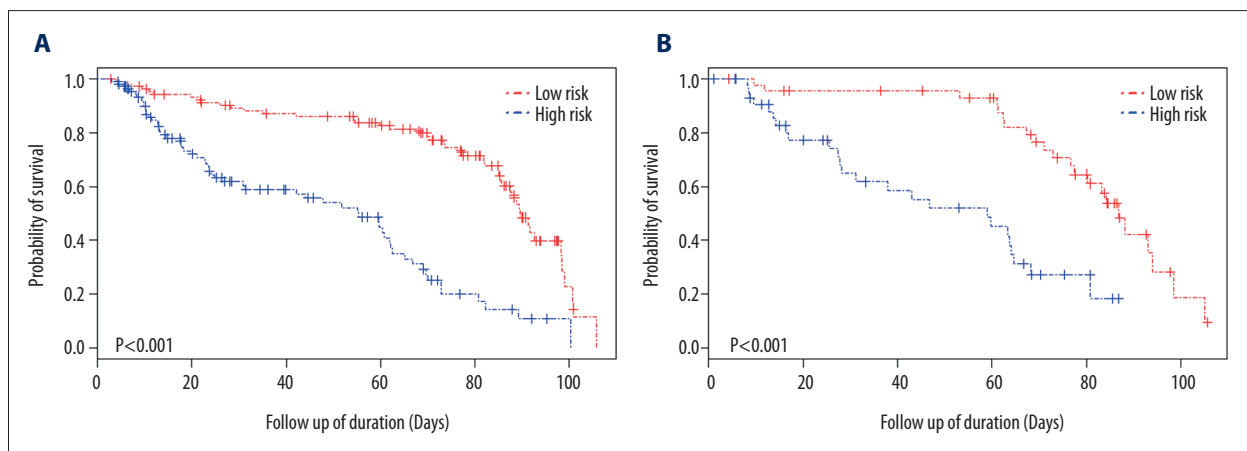 A
Probability of survival
1.0
0.8
0.6
0.4
0.2
0.0
Low risk
High risk
P<0.001
0 20 40 60 80 100
Follow up of duration (Days)
B
Probability of survival
1.0
0.8
0.6
0.4
0.2
0.0
Low risk
High risk
P<0.001
0 20 40 60 80 100
Follow up of duration (Days)